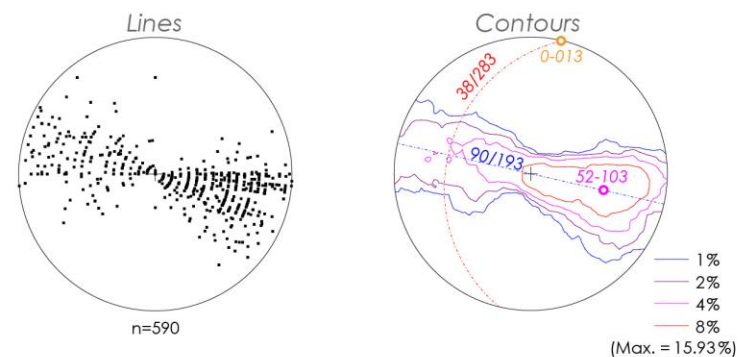 Lines
n=590
Contours
0-013
38/283
90/193
52-103
1%
2%
4%
8%
(Max. = 15.93%)